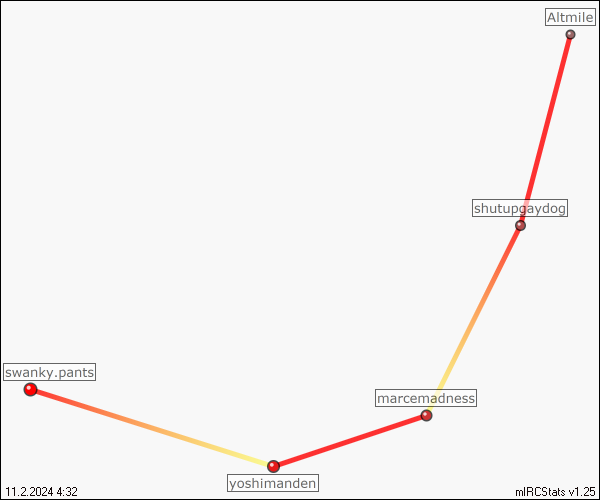 Altmile
shutupgaydog
swanky.pants
marcemadness
yoshimanden
11.2.2024 4:32
mIRCStats v1.25